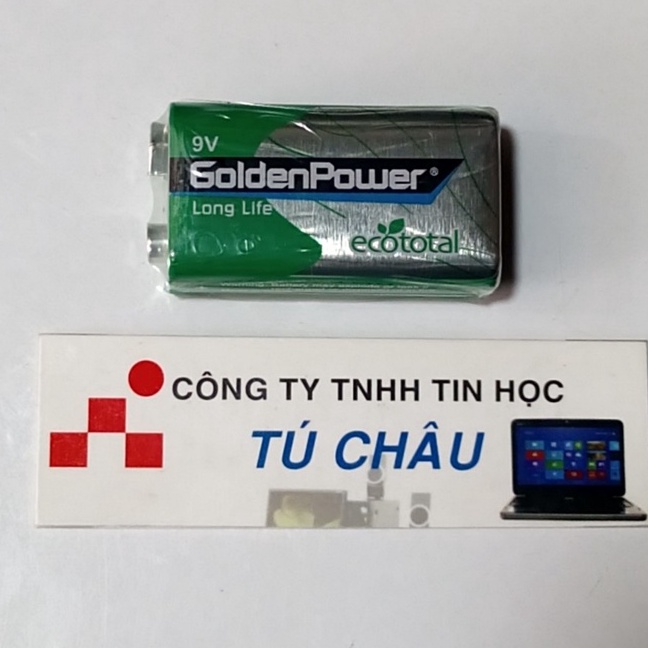 9V
GoldenPower®
Long Life
ecototal
CÔNG TY TNHH TIN HỌC
TÚ CHÂU